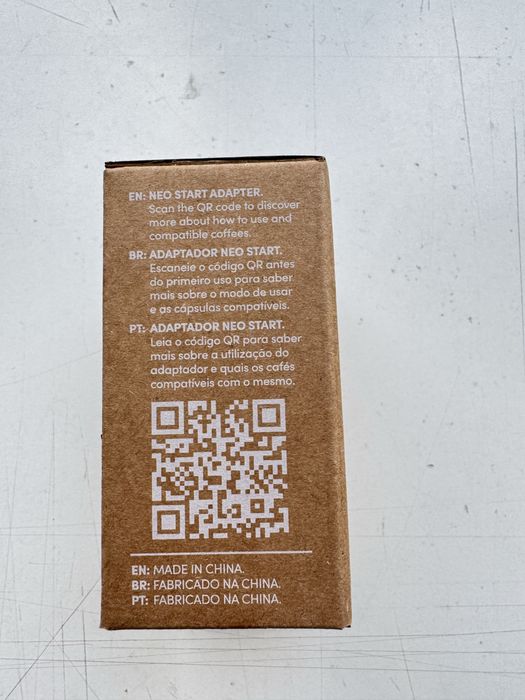 EN: NEO START ADAPTER.
Scan the QR code to discover
more about how to use and
compatible coffees.
BR: ADAPTADOR NEO START.
Escaneie o código QR antes
do primeiro uso para saber
mais sobre o modo de usar
e as cápsulas compatíveis.
PT: ADAPTADOR NEO START.
Leia o código QR para saber
mais sobre a utilização do
adaptador e quais os cafés
compatíveis com o mesmo.
EN: MADE IN CHINA.
BR: FABRICADO NA CHINA.
PT: FABRICADO NA CHINA.